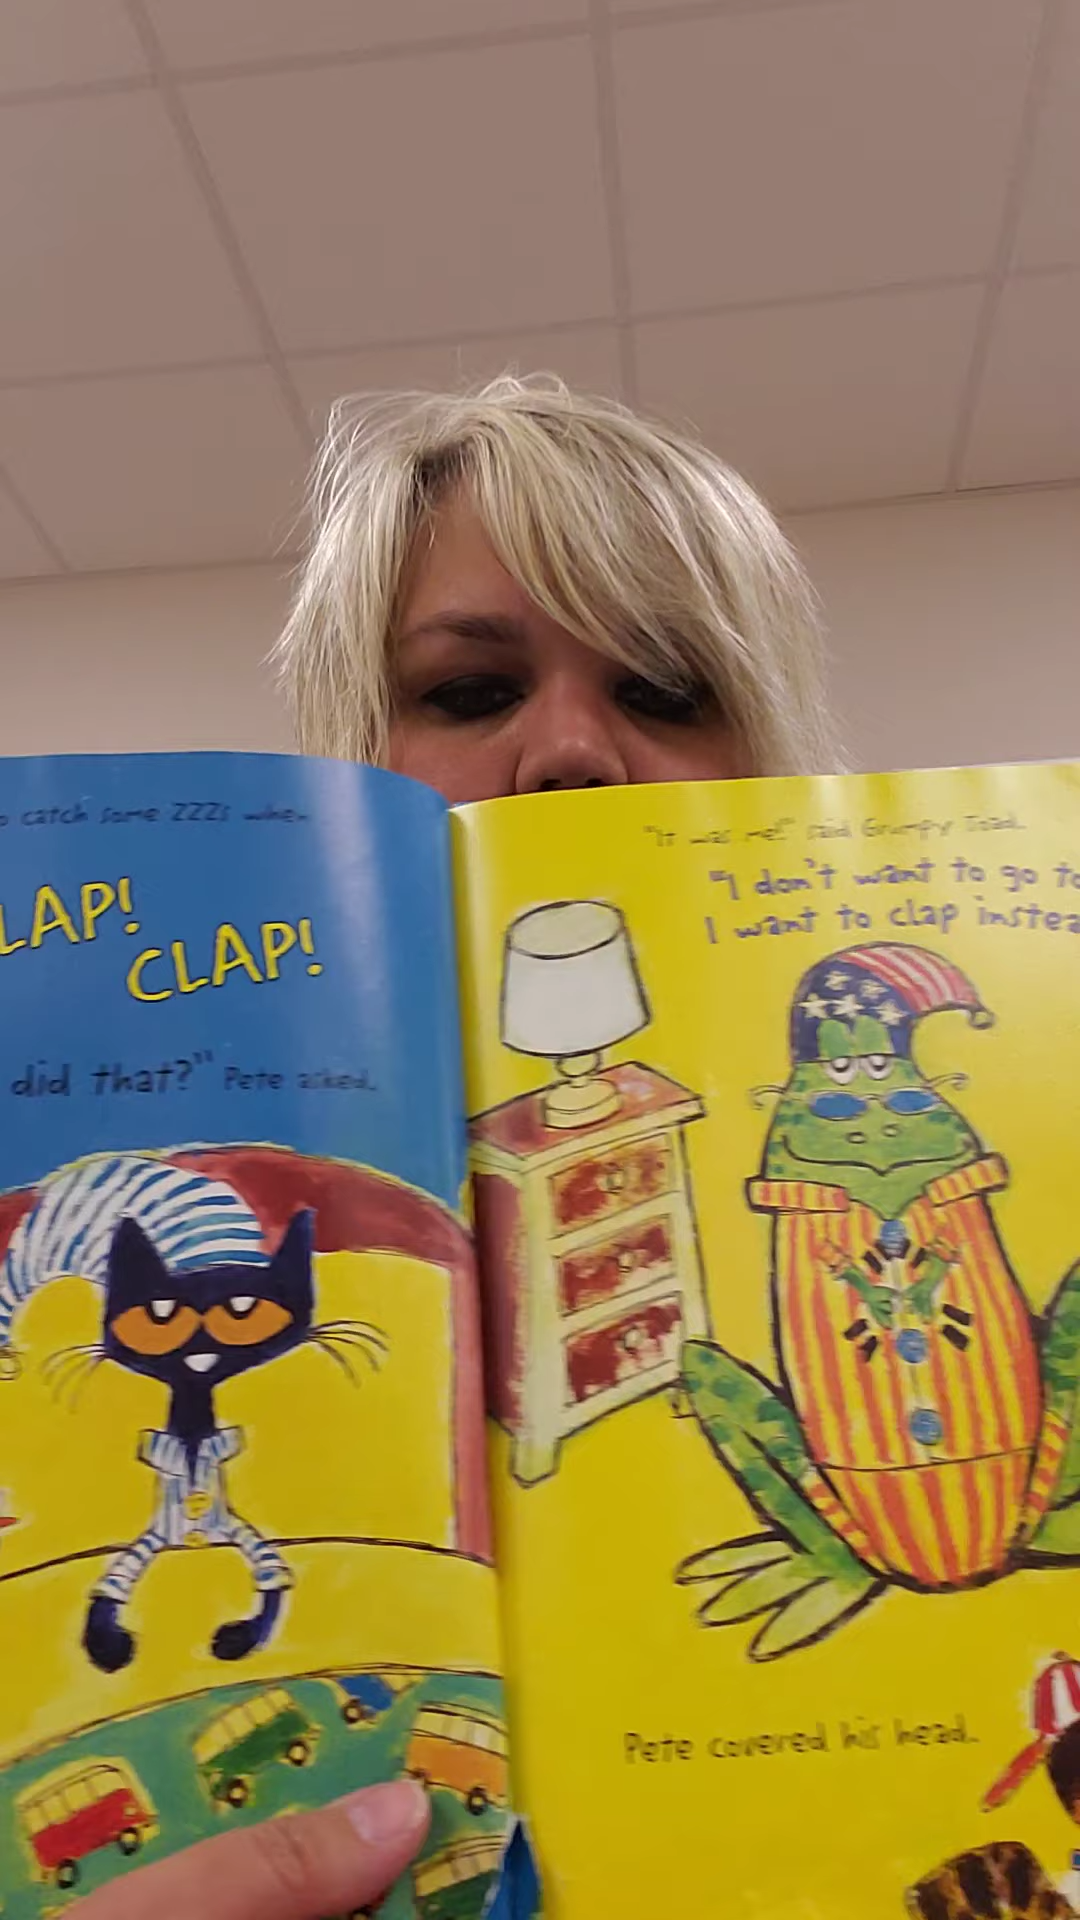 catch some ZZZs when
LAP!
CLAP!
did that?" Pete asked.
"It was me!" said Grumpy Toad.
"I don't want to go to
I want to clap instea
Pete covered his head.